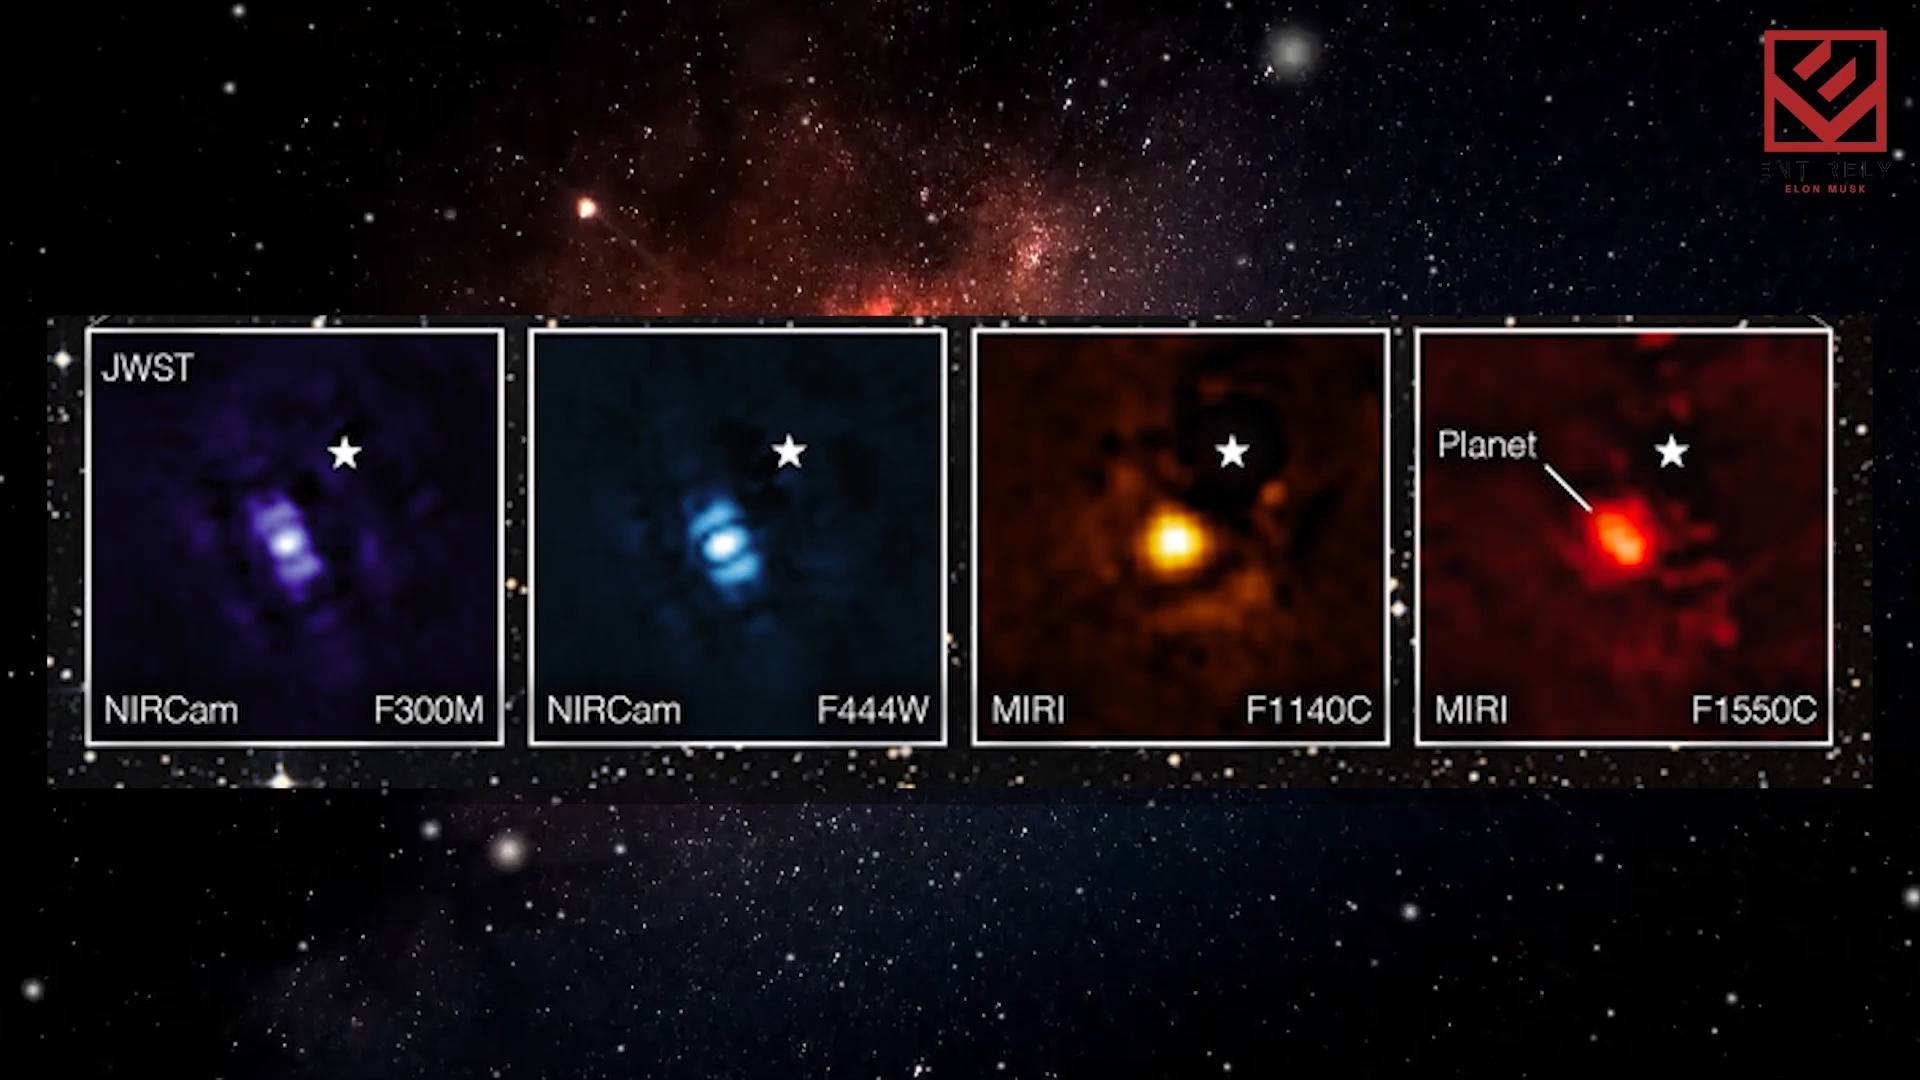 JWST
NIRCam
F300M
NIRCam
F444W
MIRI
F1140C
Planet
MIRI
F1550C
ELON MUSK